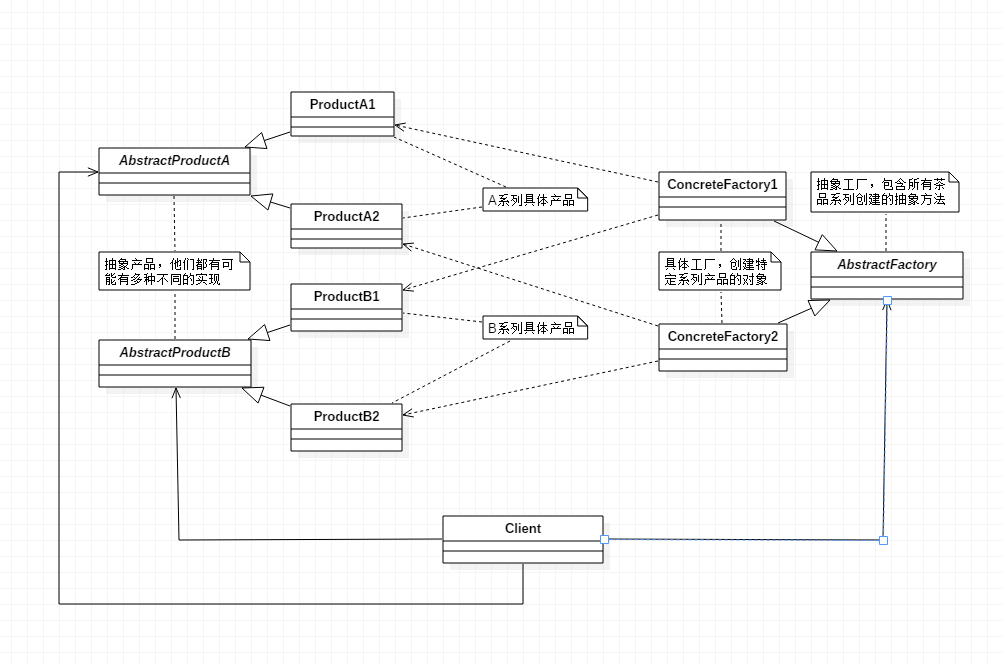 ProductA1
AbstractProductA
ConcreteFactory1
抽象工厂，包含所有茶
品系列创建的抽象方法
A系列具体产品
ProductA2
抽象产品，他们都有可
能有多种不同的实现
具体工厂，创建特
定系列产品的对象
AbstractFactory
ProductB1
B系列具体产品
ConcreteFactory2
AbstractProductB
ProductB2
Client